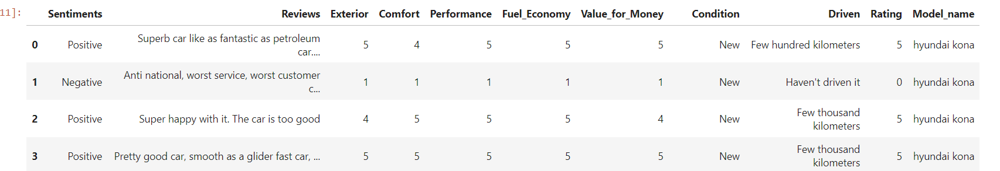 11]:
Sentiments Reviews Exterior Comfort Performance Fuel_Economy Value_for_Money Condition Driven Rating Model_name
0 Positive Superb car like as fantastic as petroleum car.... 5 4 5 5 5 New Few hundred kilometers 5 hyundai kona
1 Negative Anti national, worst service, worst customer c... 1 1 1 1 1 New Haven't driven it 0 hyundai kona
2 Positive Super happy with it. The car is too good 4 5 5 5 4 New Few thousand kilometers 5 hyundai kona
3 Positive Pretty good car, smooth as a glider fast car, ... 5 5 5 5 5 New Few thousand kilometers 5 hyundai kona